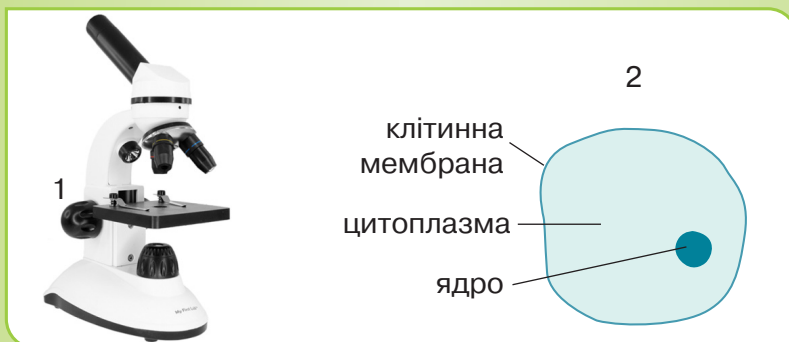 1
2
клітинна
мембрана
цитоплазма
ядро